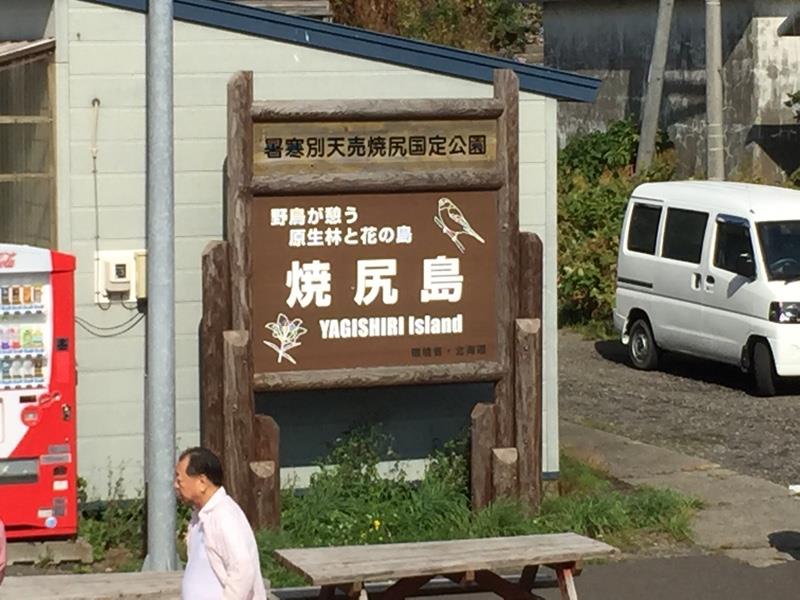 暑寒別天売焼尻国定公園
野鳥が憩う
原生林と花の島
焼尻島
YAGISHIRI Island
環境省・北海道